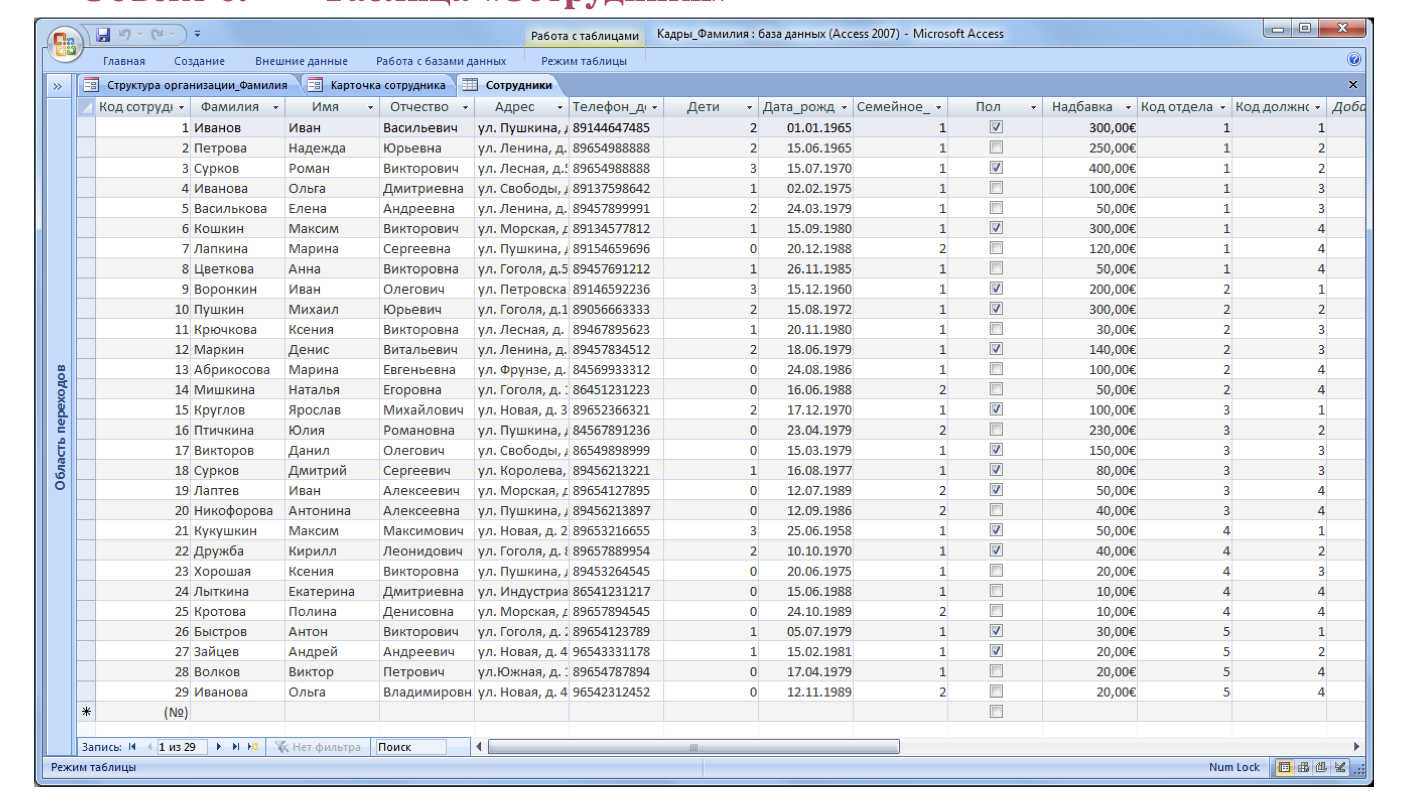 Таблица «Сотрудники»
Работа с таблицами Кадры_Фамилия : база данных (Access 2007) - Microsoft Access
Главная Создание Внешние данные Работа с базами данных Режим таблицы
Структура организации_Фамилия Карточка сотрудника Сотрудники
Код сотрудн Фамилия Имя Отчество Адрес Телефон_д Дети Дата_рожд Семейное_ Пол Надбавка Код отдела Код должно Доба
1 Иванов Иван Васильевич ул. Пушкина, 89144647485 2 01.01.1965 1 300,00€ 1 1
2 Петрова Надежда Юрьевна ул. Ленина, д. 89654988888 2 15.06.1965 1 250,00€ 1 2
3 Сурков Роман Викторович ул. Лесная, д. 89654988888 3 15.07.1970 1 400,00€ 1 2
4 Иванова Ольга Дмитриевна ул. Свободы, 89137598642 1 02.02.1975 1 100,00€ 1 3
5 Василькова Елена Андреевна ул. Ленина, д. 89457899991 2 24.03.1979 1 50,00€ 1 3
6 Кошкин Максим Викторович ул. Морская, 89134577812 1 15.09.1980 1 300,00€ 1 4
7 Лапкина Марина Сергеевна ул. Пушкина, 89154659696 0 20.12.1988 2 120,00€ 1 4
8 Цветкова Анна Викторовна ул. Гоголя, д.5 89457691212 1 26.11.1985 1 50,00€ 1 4
9 Воронкин Иван Олегович ул. Петровска 89146592236 3 15.12.1960 1 200,00€ 2 1
10 Пушкин Михаил Юрьевич ул. Гоголя, д.1 89056663333 2 15.08.1972 1 300,00€ 2 2
11 Крючкова Ксения Викторовна ул. Лесная, д. 89467895623 1 20.11.1980 1 30,00€ 2 3
12 Маркин Денис Витальевич ул. Ленина, д. 89457834512 2 18.06.1979 1 140,00€ 2 3
13 Абрикосова Марина Евгеньевна ул. Фрунзе, д. 84569933312 0 24.08.1986 1 100,00€ 2 4
14 Мишкина Наталья Егоровна ул. Гоголя, д. 86451231223 0 16.06.1988 2 50,00€ 2 4
15 Круглов Ярослав Михайлович ул. Новая, д. 3 89652366321 2 17.12.1970 1 100,00€ 3 1
16 Птичкина Юлия Романовна ул. Пушкина, 84567891236 0 23.04.1979 2 230,00€ 3 2
17 Викторов Данил Олегович ул. Свободы, 86549898999 0 15.03.1979 1 150,00€ 3 3
18 Сурков Дмитрий Сергеевич ул. Королева, 89456213221 1 16.08.1977 1 80,00€ 3 3
19 Лаптев Иван Алексеевич ул. Морская, 89654127895 0 12.07.1989 2 50,00€ 3 4
20 Никофорова Антонина Алексеевна ул. Пушкина, 89456213897 0 12.09.1986 2 40,00€ 3 4
21 Кукушкин Максим Максимович ул. Новая, д. 2 89653216655 3 25.06.1958 1 50,00€ 4 1
22 Дружба Кирилл Леонидович ул. Гоголя, д. 89657889954 2 10.10.1970 1 40,00€ 4 2
23 Хорошая Ксения Викторовна ул. Пушкина, 89453264545 0 20.06.1975 1 20,00€ 4 3
24 Лыткина Екатерина Дмитриевна ул. Индустриа 86541231217 0 15.06.1988 1 10,00€ 4 4
25 Кротова Полина Денисовна ул. Морская, 89657894545 0 24.10.1989 2 10,00€ 4 4
26 Быстров Антон Викторович ул. Гоголя, д. 89654123789 1 05.07.1979 1 30,00€ 5 1
27 Зайцев Андрей Андреевич ул. Новая, д. 4 96543331178 1 15.02.1981 1 20,00€ 5 2
28 Волков Виктор Петрович ул.Южная, д. 89654787894 0 17.04.1979 1 20,00€ 5 4
29 Иванова Ольга Владимировн ул. Новая, д. 4 96542312452 0 12.11.1989 2 20,00€ 5 4
(№)
Область переходов
Запись: 1 из 29 Нет фильтра Поиск
Режим таблицы Num Lock